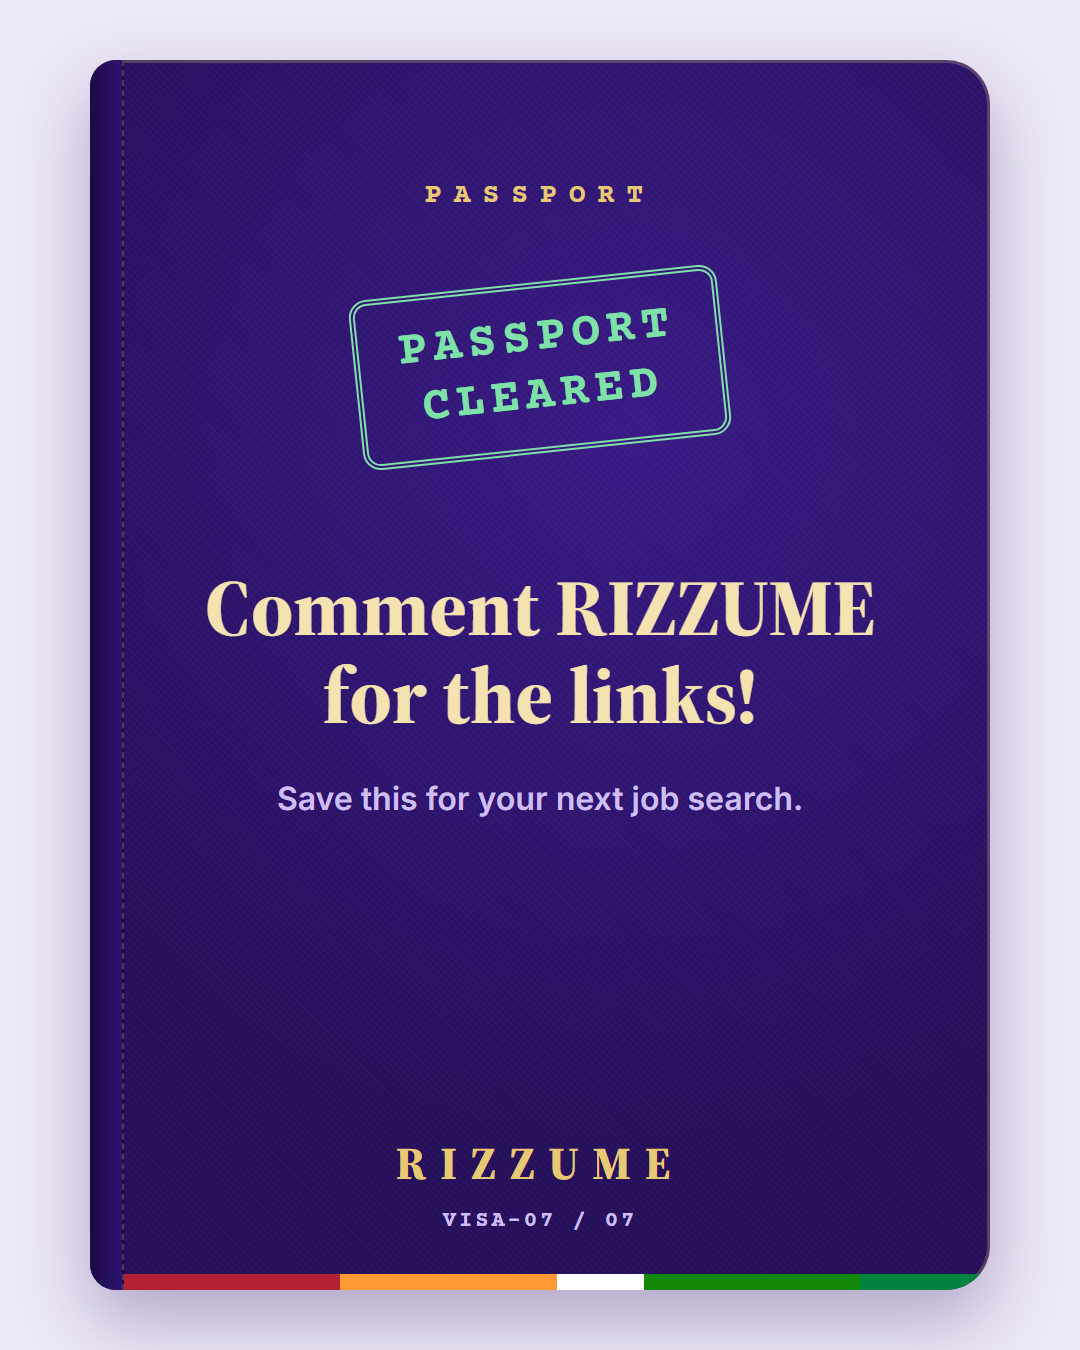 PASSPORT
PASSPORT
CLEARED
Comment RIZZUME
for the links!
Save this for your next job search.
RIZZUME
VISA-07 / 07